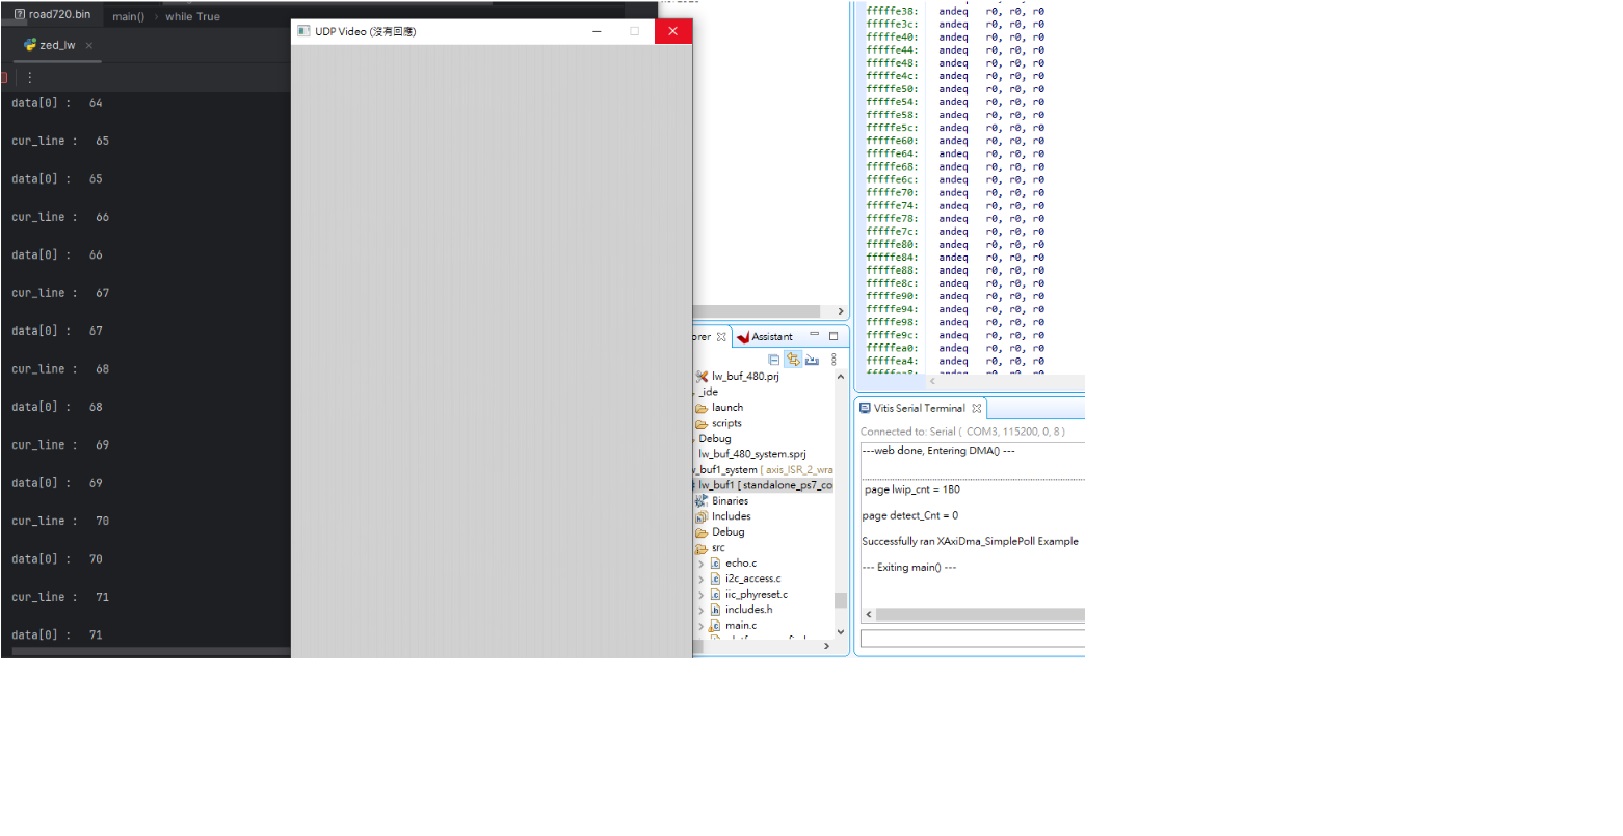 road720.bin
main() › while True
zed_lw
data[0] : 64
cur_line : 65
data[0] : 65
cur_line : 66
data[0] : 66
cur_line : 67
data[0] : 67
cur_line : 68
data[0] : 68
cur_line : 69
data[0] : 69
cur_line : 70
data[0] : 70
cur_line : 71
data[0] : 71
UDP Video (沒有回應)
orer
Assistant
lw_buf_480.prj
_ide
launch
scripts
Debug
lw_buf_480_system.sprj
w_buf1_system [ axis_ISR_2_wra
lw_buf1 [ standalone_ps7_co
Binaries
Includes
Debug
src
echo.c
i2c_access.c
iic_phyreset.c
includes.h
main.c
fffffe38: andeq r0, r0, r0
fffffe3c: andeq r0, r0, r0
fffffe40: andeq r0, r0, r0
fffffe44: andeq r0, r0, r0
fffffe48: andeq r0, r0, r0
fffffe4c: andeq r0, r0, r0
fffffe50: andeq r0, r0, r0
fffffe54: andeq r0, r0, r0
fffffe58: andeq r0, r0, r0
fffffe5c: andeq r0, r0, r0
fffffe60: andeq r0, r0, r0
fffffe64: andeq r0, r0, r0
fffffe68: andeq r0, r0, r0
fffffe6c: andeq r0, r0, r0
fffffe70: andeq r0, r0, r0
fffffe74: andeq r0, r0, r0
fffffe78: andeq r0, r0, r0
fffffe7c: andeq r0, r0, r0
fffffe80: andeq r0, r0, r0
fffffe84: andeq r0, r0, r0
fffffe88: andeq r0, r0, r0
fffffe8c: andeq r0, r0, r0
fffffe90: andeq r0, r0, r0
fffffe94: andeq r0, r0, r0
fffffe98: andeq r0, r0, r0
fffffe9c: andeq r0, r0, r0
fffffea0: andeq r0, r0, r0
fffffea4: andeq r0, r0, r0
fffffea8: andeq r0, r0, r0
Vitis Serial Terminal
Connected to: Serial ( COM3, 115200, 0, 8 )
---web done, Entering DMA() ---
page lwip_cnt = 180
page detect_Cnt = 0
Successfully ran XAxiDma_SimplePoll Example
--- Exiting main() ---